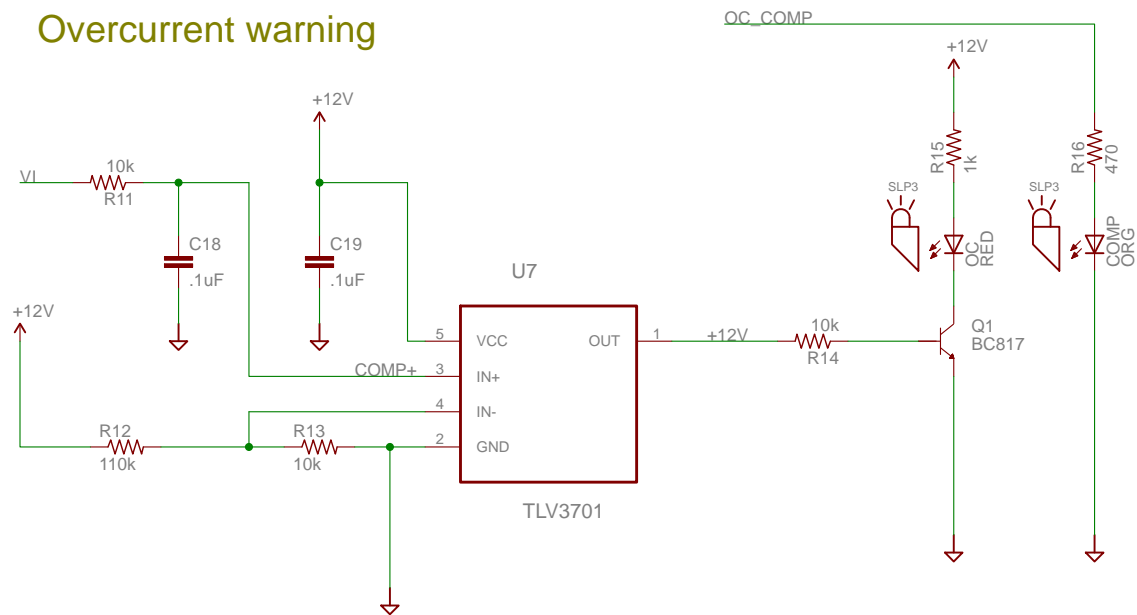 Overcurrent warning
OC_COMP
+12V
+12V
VI
10k
R11
R15
1k
R16
470
SLP3
SLP3
C18
.1uF
C19
.1uF
OC
RED
COMP
ORG
U7
+12V
5
VCC
OUT
1
+12V
10k
R14
Q1
BC817
COMP+
3
IN+
4
IN-
R12
110k
R13
10k
2
GND
TLV3701